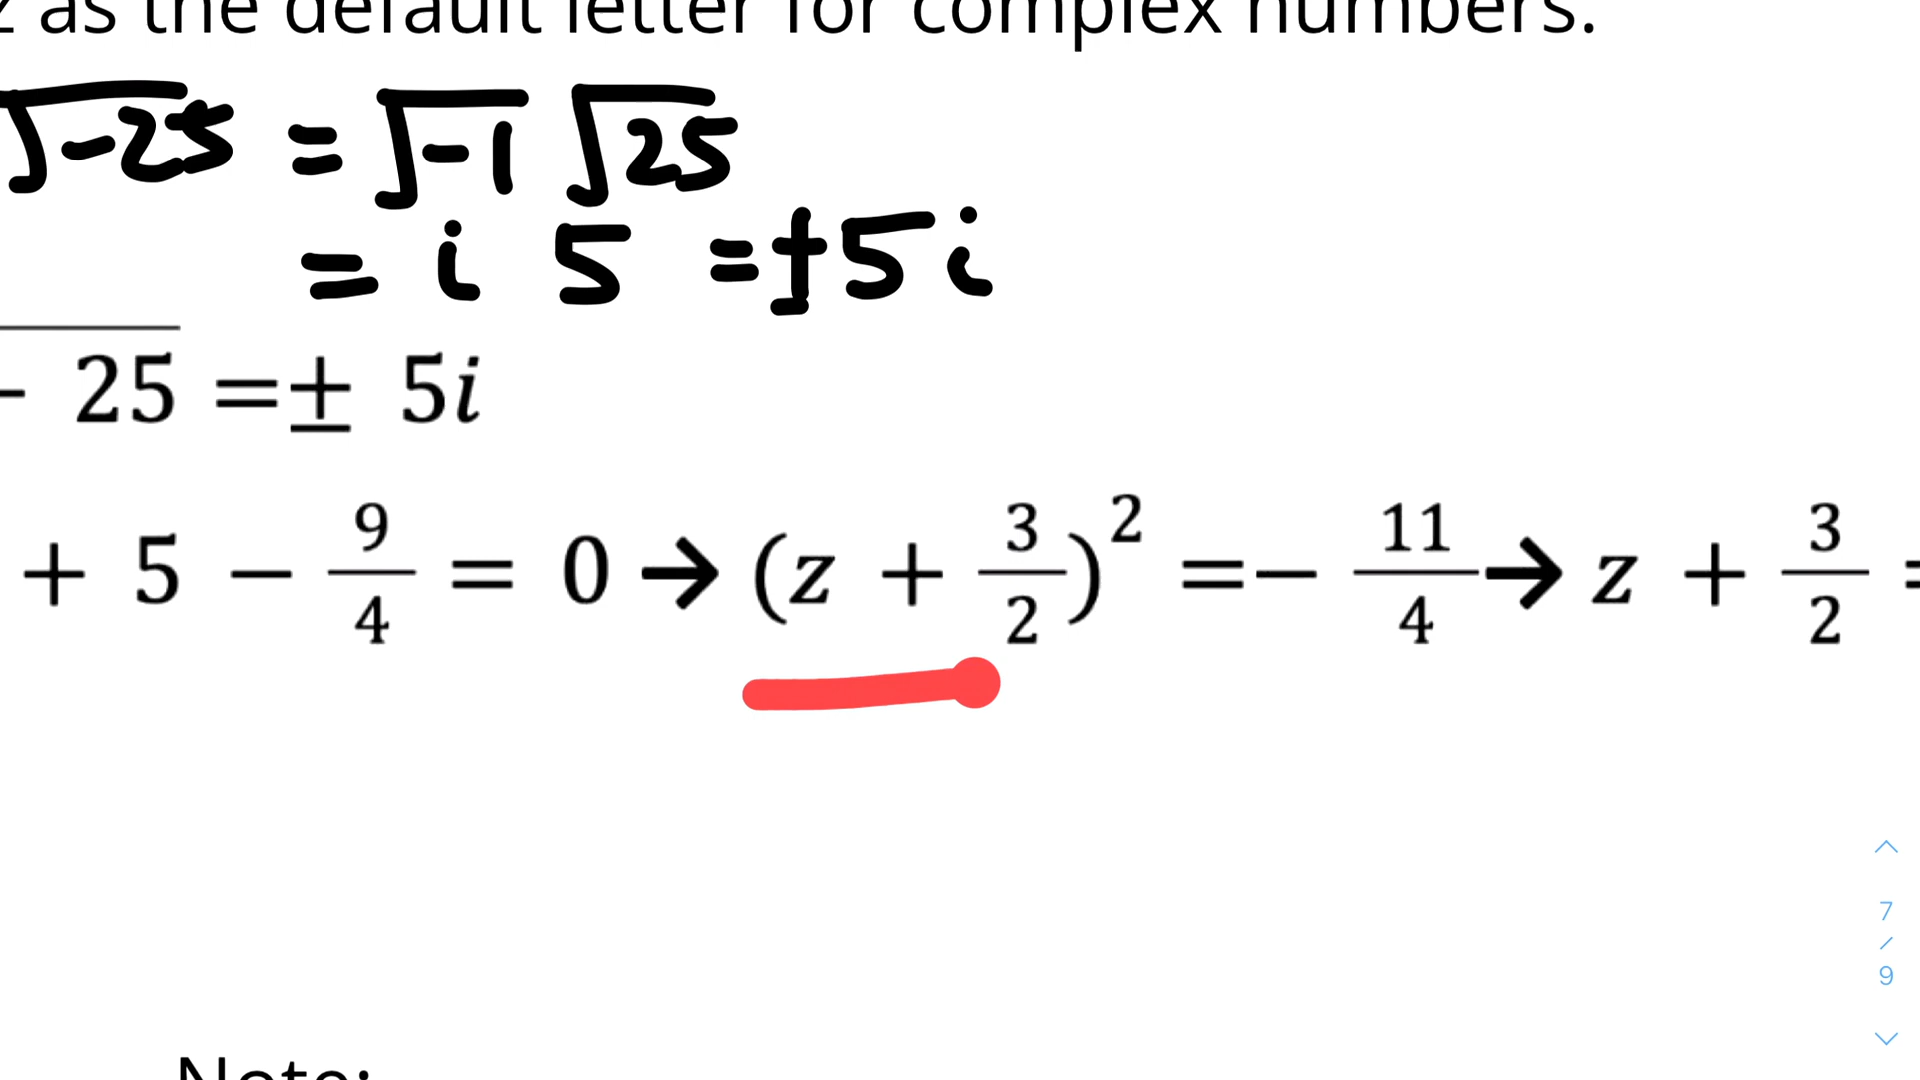 z as the default letter for complex numbers.
√-25 = √-1 √25
= i 5 = ±5i
− 25 =± 5i
+ 5 − 9/4 = 0 → (z + 3/2)² =− 11/4 → z + 3/2 =
7/9
Note: